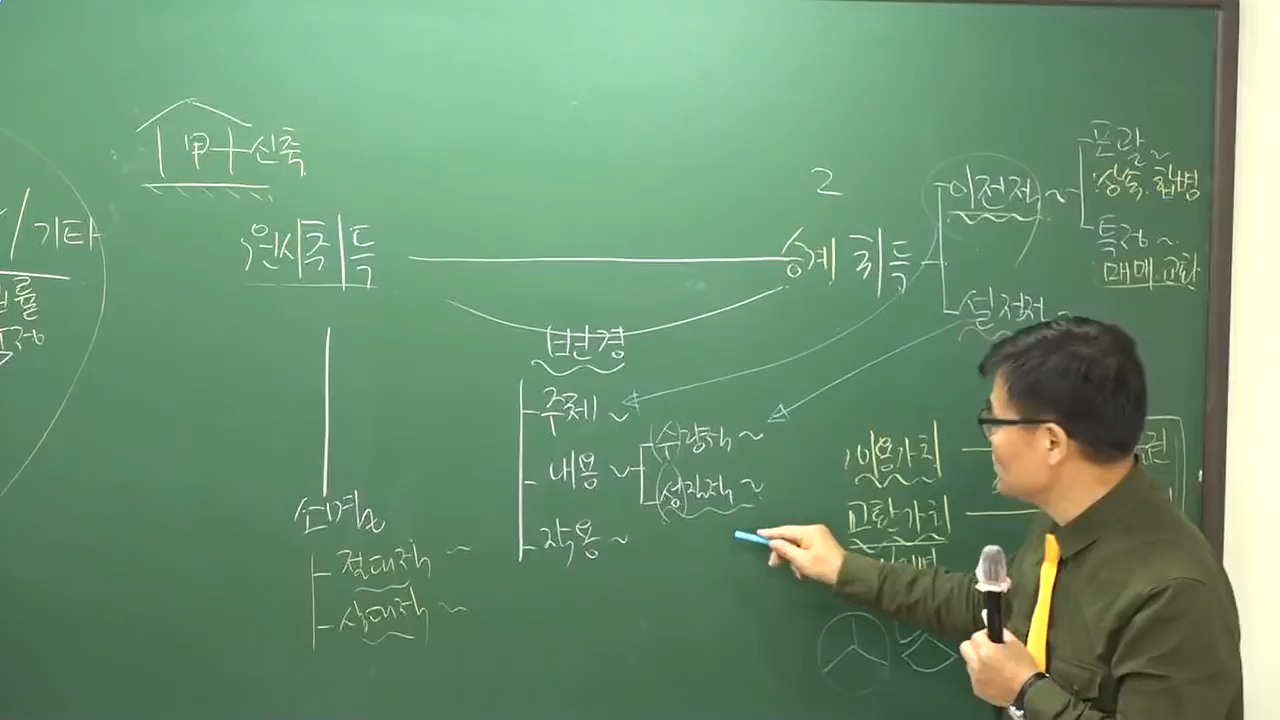 甲 신축
/ 기타
원시취득
2
승계취득
이전적 ~
포괄 ~
상속.합병
특정 ~
매매.교환
설정적 ~
변경
주체 ~
내용 ~
수량적 ~
성질적 ~
작용 ~
소멸
절대적 ~
상대적 ~
이용가치
교환가치
권